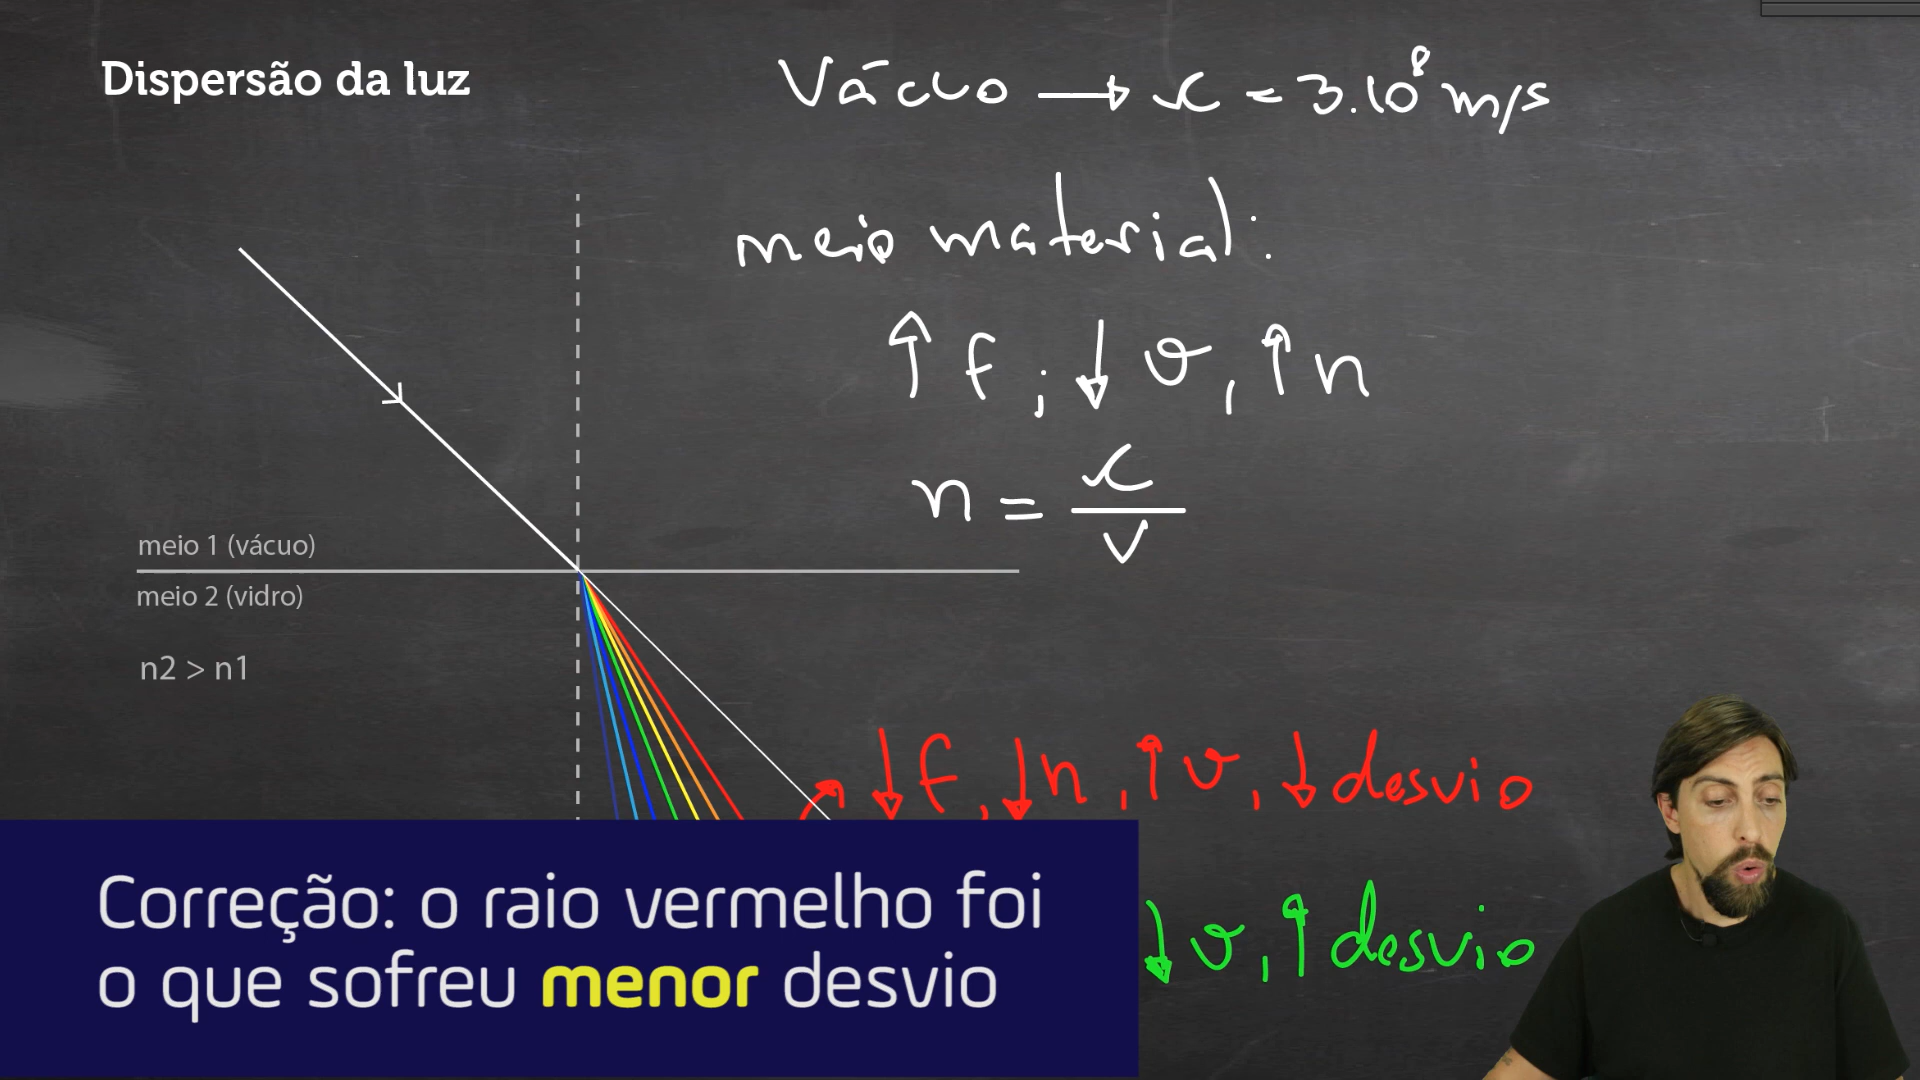 Dispersão da luz
Vácuo → c = 3.10⁸ m/s
meio material:
↑ f ; ↓ v , ↑ n
n = c / v
meio 1 (vácuo)
meio 2 (vidro)
n2 > n1
↓ f , ↓ n , ↑ v , ↓ desvio
↓ v , ↑ desvio
Correção: o raio vermelho foi
o que sofreu menor desvio